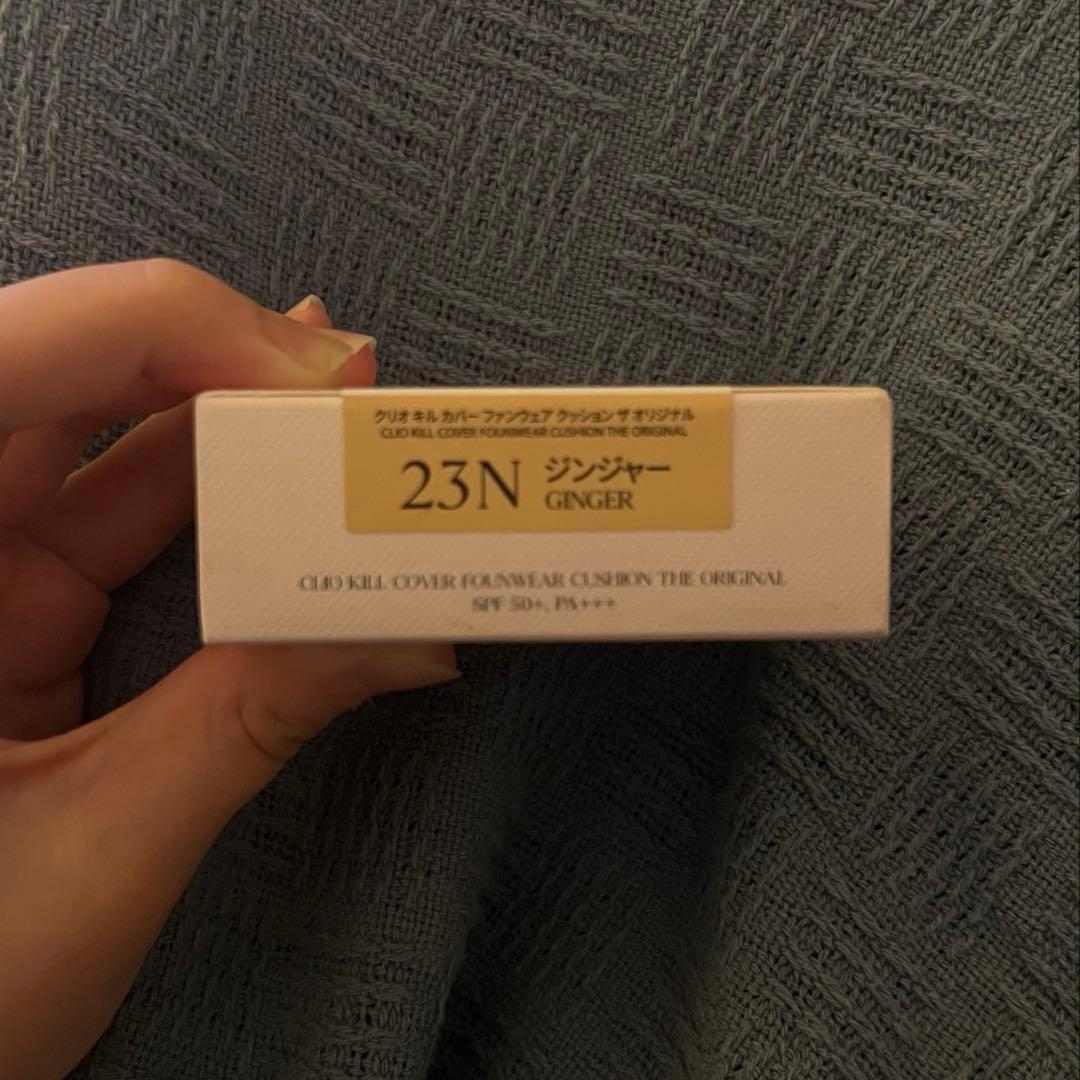 クリオ キル カバー ファンウェア クッション ザ オリジナル
CLIO KILL COVER FOUNWEAR CUSHION THE ORIGINAL
23N ジンジャー
GINGER
CLIO KILL COVER FOUNWEAR CUSHION THE ORIGINAL
SPF 50+, PA+++